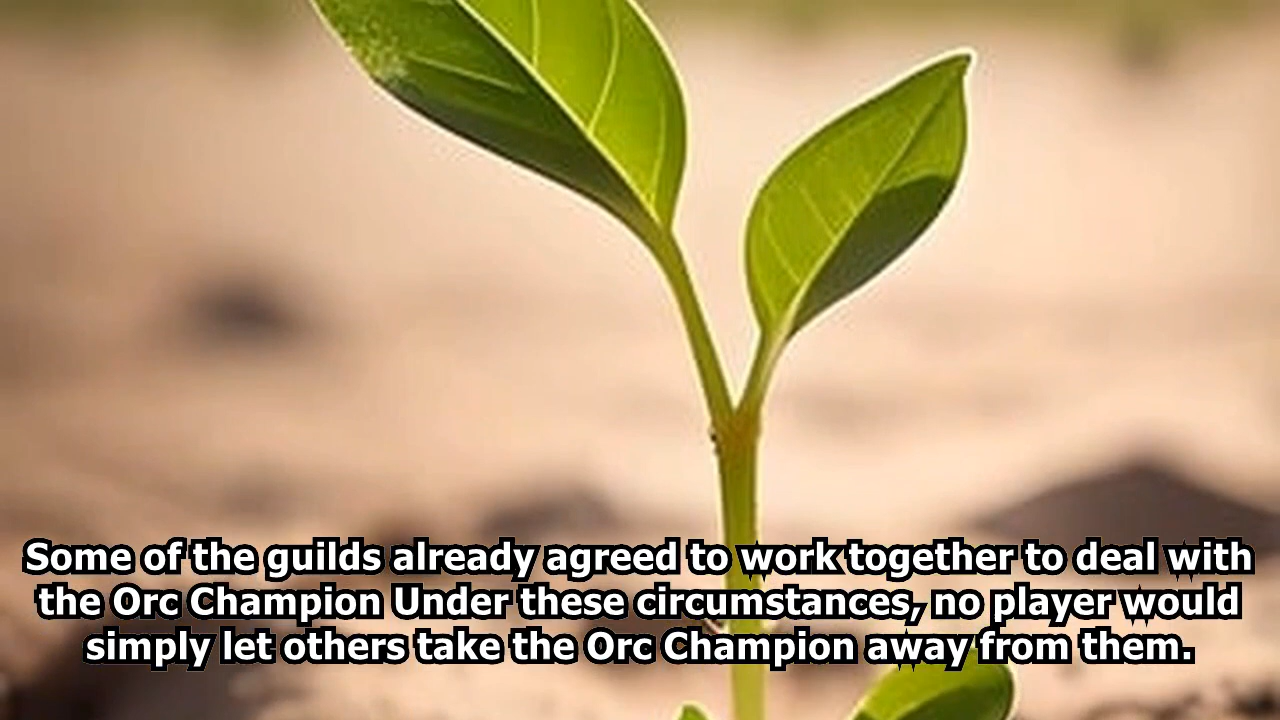 Some of the guilds already agreed to work together to deal with
the Orc Champion Under these circumstances, no player would
simply let others take the Orc Champion away from them.